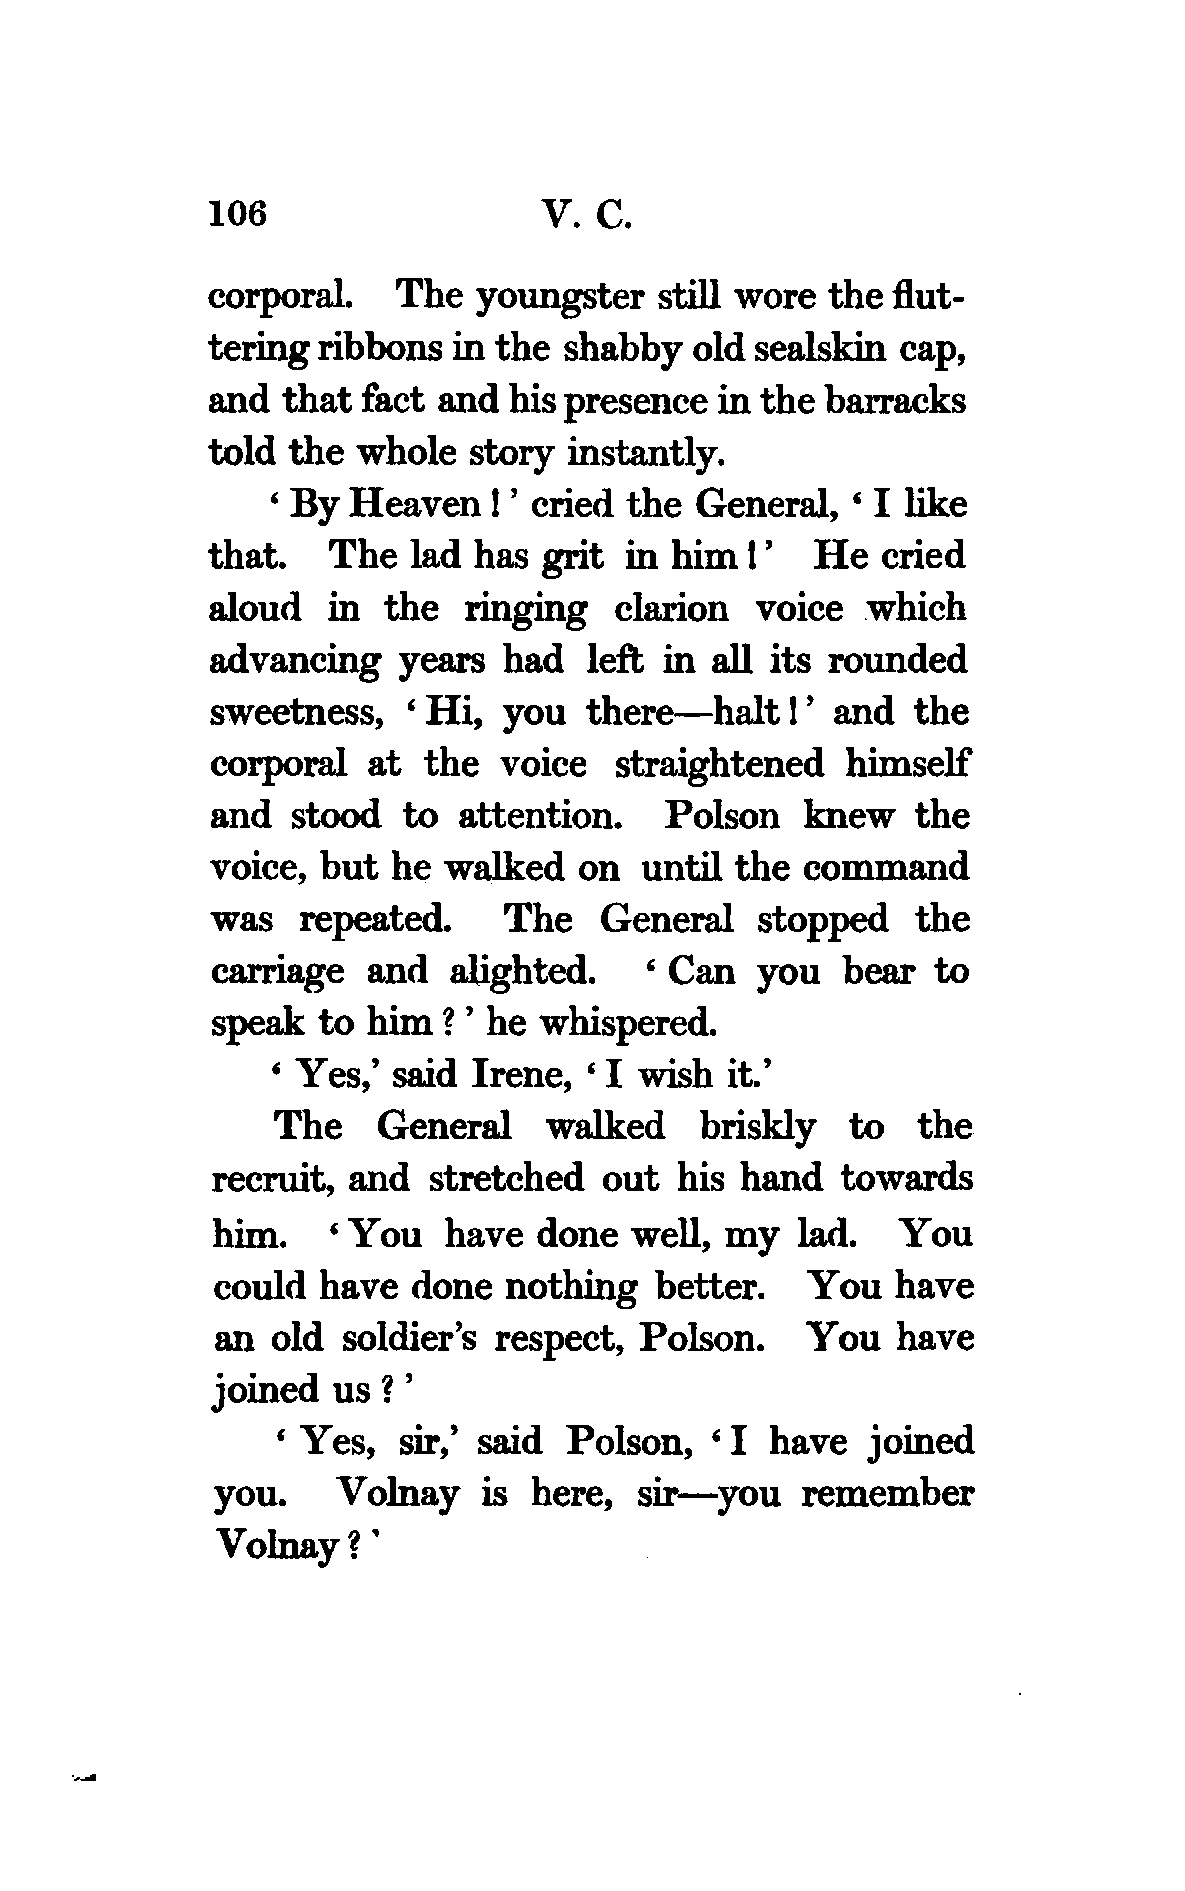 106 V. C.
corporal. The youngster still wore the flut-
tering ribbons in the shabby old sealskin cap,
and that fact and his presence in the barracks
told the whole story instantly.
‘ By Heaven ! ’ cried the General, ‘ I like
that. The lad has grit in him ! ’ He cried
aloud in the ringing clarion voice which
advancing years had left in all its rounded
sweetness, ‘ Hi, you there—halt ! ’ and the
corporal at the voice straightened himself
and stood to attention. Polson knew the
voice, but he walked on until the command
was repeated. The General stopped the
carriage and alighted. ‘ Can you bear to
speak to him ? ’ he whispered.
‘ Yes,’ said Irene, ‘ I wish it.’
The General walked briskly to the
recruit, and stretched out his hand towards
him. ‘ You have done well, my lad. You
could have done nothing better. You have
an old soldier’s respect, Polson. You have
joined us ? ’
‘ Yes, sir,’ said Polson, ‘ I have joined
you. Volnay is here, sir—you remember
Volnay ? ’